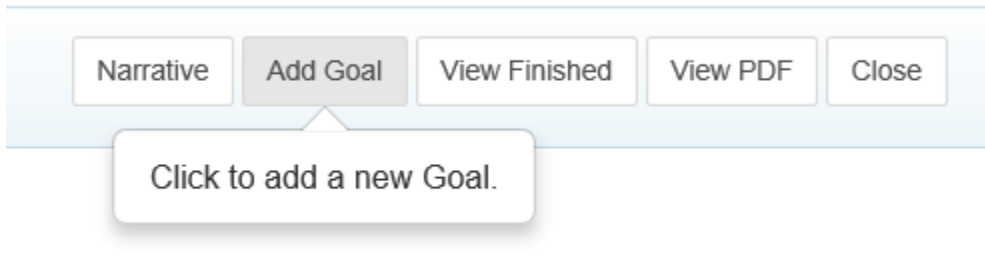 Narrative Add Goal View Finished View PDF Close
Click to add a new Goal.